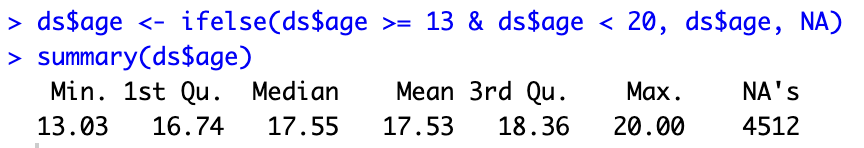 > ds$age <- ifelse(ds$age >= 13 & ds$age < 20, ds$age, NA)
> summary(ds$age)
Min. 1st Qu. Median Mean 3rd Qu. Max. NA's
13.03 16.74 17.55 17.53 18.36 20.00 4512